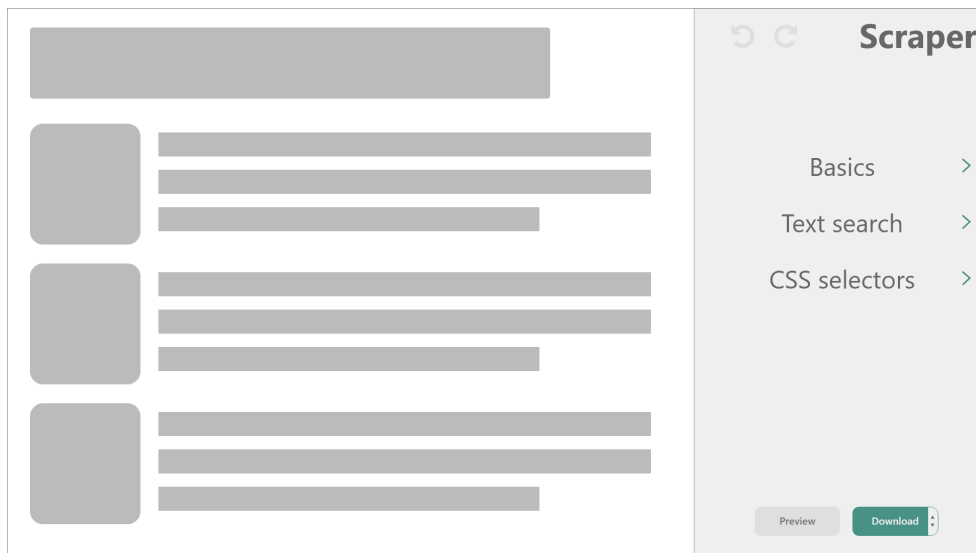 Scraper
Basics
Text search
CSS selectors
Preview
Download